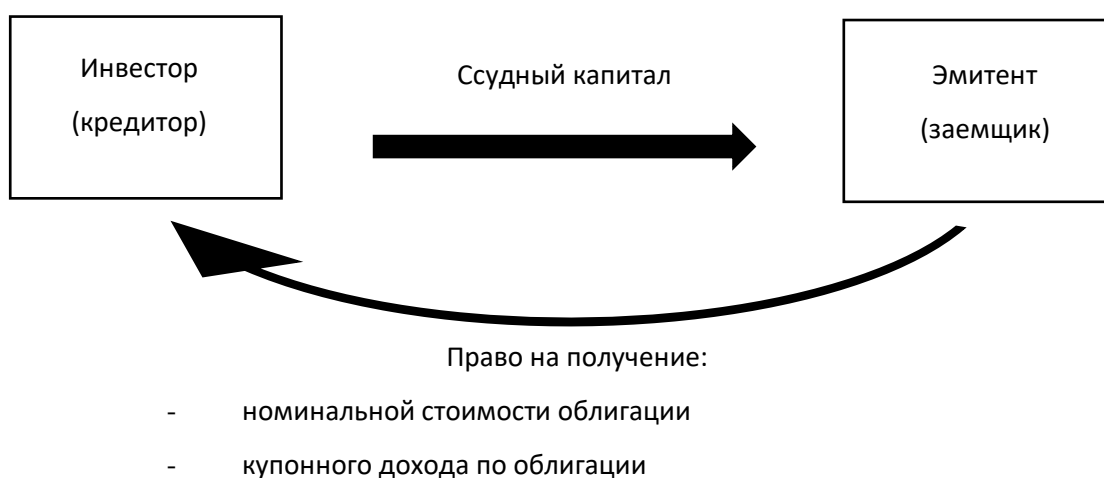 Инвестор
(кредитор)
Ссудный капитал
Эмитент
(заемщик)
Право на получение:
- номинальной стоимости облигации
- купонного дохода по облигации